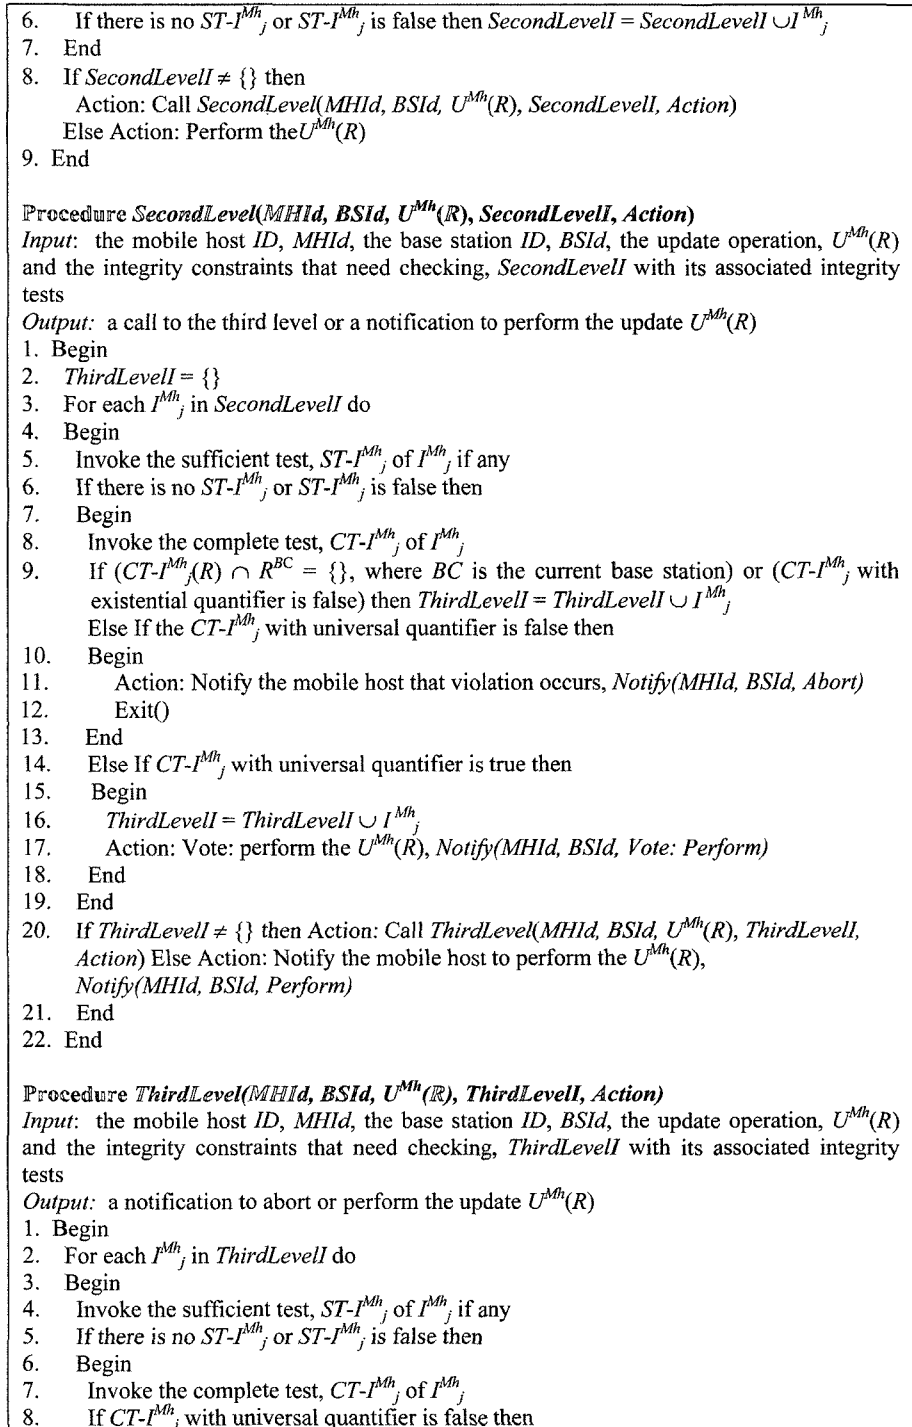 6. If there is no ST-I^Mh_j or ST-I^Mh_j is false then SecondLevelI = SecondLevelI ∪ I^Mh_j
7. End
8. If SecondLevelI ≠ {} then
Action: Call SecondLevel(MHId, BSId, U^Mh(R), SecondLevelI, Action)
Else Action: Perform theU^Mh(R)
9. End
Procedure SecondLevel(MHId, BSId, U^Mh(R), SecondLevelI, Action)
Input: the mobile host ID, MHId, the base station ID, BSId, the update operation, U^Mh(R)
and the integrity constraints that need checking, SecondLevelI with its associated integrity
tests
Output: a call to the third level or a notification to perform the update U^Mh(R)
1. Begin
2. ThirdLevelI = {}
3. For each I^Mh_j in SecondLevelI do
4. Begin
5. Invoke the sufficient test, ST-I^Mh_j of I^Mh_j if any
6. If there is no ST-I^Mh_j or ST-I^Mh_j is false then
7. Begin
8. Invoke the complete test, CT-I^Mh_j of I^Mh_j
9. If (CT-I^Mh_j(R) ∩ R^BC = {}, where BC is the current base station) or (CT-I^Mh_j with
existential quantifier is false) then ThirdLevelI = ThirdLevelI ∪ I^Mh_j
Else If the CT-I^Mh_j with universal quantifier is false then
10. Begin
11. Action: Notify the mobile host that violation occurs, Notify(MHId, BSId, Abort)
12. Exit()
13. End
14. Else If CT-I^Mh_j with universal quantifier is true then
15. Begin
16. ThirdLevelI = ThirdLevelI ∪ I^Mh_j
17. Action: Vote: perform the U^Mh(R), Notify(MHId, BSId, Vote: Perform)
18. End
19. End
20. If ThirdLevelI ≠ {} then Action: Call ThirdLevel(MHId, BSId, U^Mh(R), ThirdLevelI,
Action) Else Action: Notify the mobile host to perform the U^Mh(R),
Notify(MHId, BSId, Perform)
21. End
22. End
Procedure ThirdLevel(MHId, BSId, U^Mh(R), ThirdLevelI, Action)
Input: the mobile host ID, MHId, the base station ID, BSId, the update operation, U^Mh(R)
and the integrity constraints that need checking, ThirdLevelI with its associated integrity
tests
Output: a notification to abort or perform the update U^Mh(R)
1. Begin
2. For each I^Mh_j in ThirdLevelI do
3. Begin
4. Invoke the sufficient test, ST-I^Mh_j of I^Mh_j if any
5. If there is no ST-I^Mh_j or ST-I^Mh_j is false then
6. Begin
7. Invoke the complete test, CT-I^Mh_j of I^Mh_j
8. If CT-I^Mh_j with universal quantifier is false then